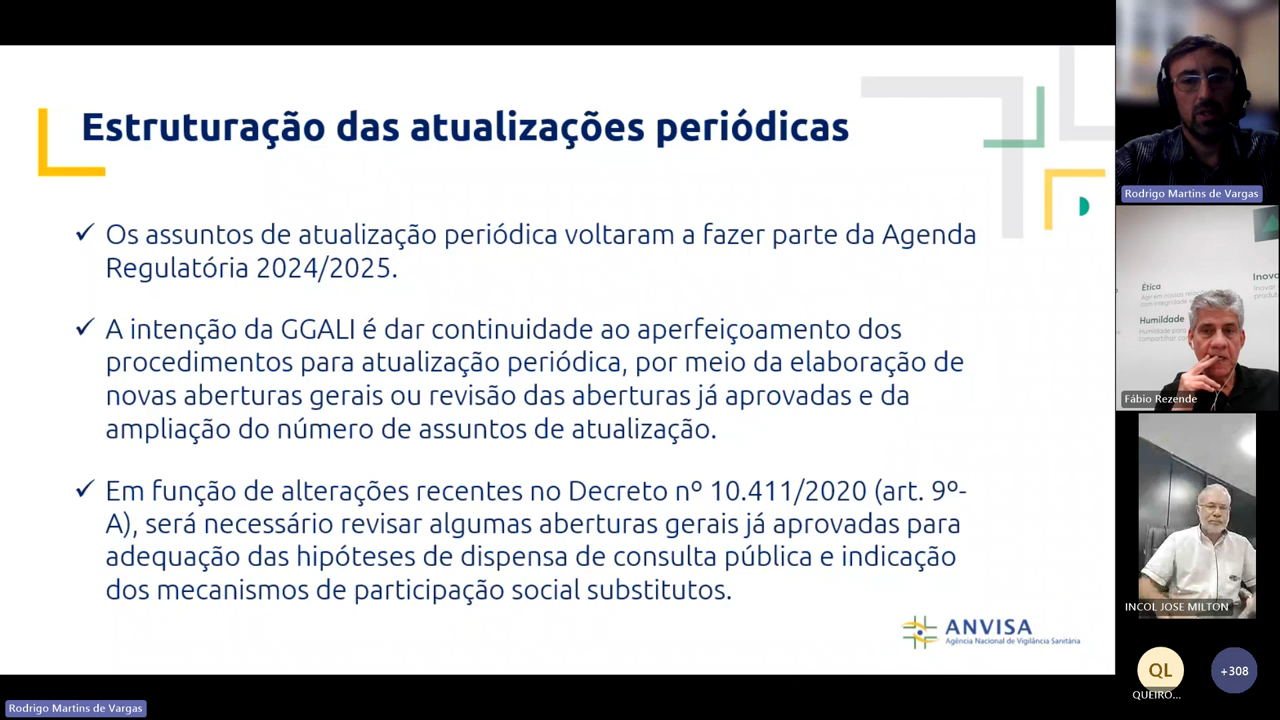 Estruturação das atualizações periódicas
✓ Os assuntos de atualização periódica voltaram a fazer parte da Agenda
Regulatória 2024/2025.
✓ A intenção da GGALI é dar continuidade ao aperfeiçoamento dos
procedimentos para atualização periódica, por meio da elaboração de
novas aberturas gerais ou revisão das aberturas já aprovadas e da
ampliação do número de assuntos de atualização.
✓ Em função de alterações recentes no Decreto nº 10.411/2020 (art. 9º-
A), será necessário revisar algumas aberturas gerais já aprovadas para
adequação das hipóteses de dispensa de consulta pública e indicação
dos mecanismos de participação social substitutos.
ANVISA
Agência Nacional de Vigilância Sanitária
Rodrigo Martins de Vargas
Ética
Humildade
Humildade para
Fábio Rezende
INCOL JOSE MILTON
QL
QUEIRO...
+308
Rodrigo Martins de Vargas